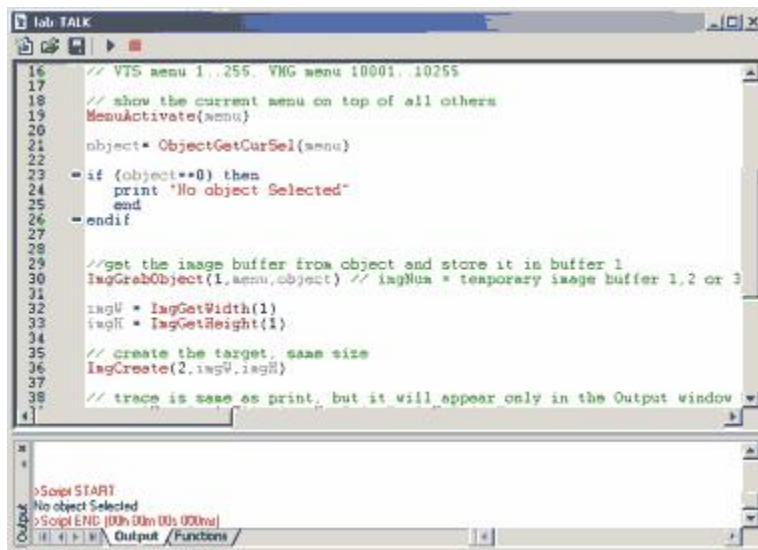 lab TALK
16 // VTS menu 1..255, VMG menu 10001..10255
17
18 // show the current menu on top of all others
19 MenuActivate(menu)
20
21 object= ObjectGetCurSel(menu)
22
23 if (object==0) then
24 print "No object Selected"
25 end
26 endif
27
28
29 //get the image buffer from object and store it in buffer 1
30 ImgGrabObject(1,menu,object) // imgNum = temporary image buffer 1,2 or 3
31
32 imgW = ImgGetWidth(1)
33 imgH = ImgGetHeight(1)
34
35 // create the target, same size
36 ImgCreate(2,imgW,imgH)
37
38 // trace is same as print, but it will appear only in the Output window
>Script START
No object Selected
>Script END (00h 00m 00s 000ms)
Output
Output / Functions /